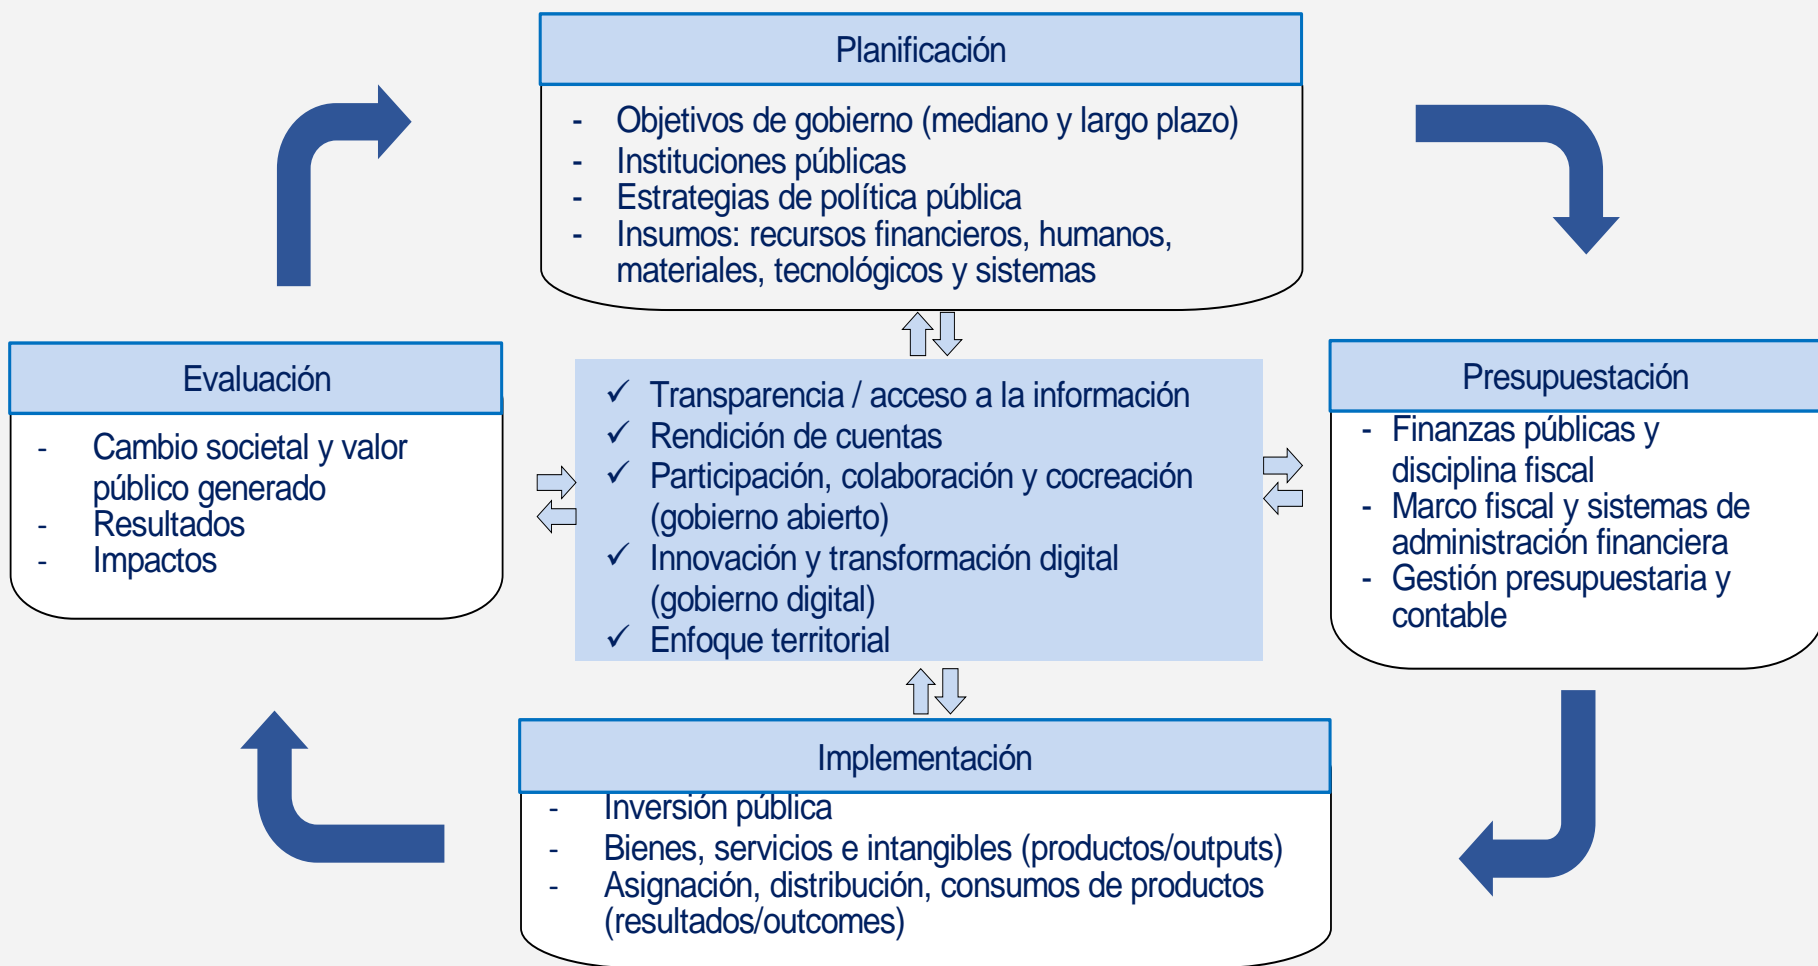 Planificación
- Objetivos de gobierno (mediano y largo plazo)
- Instituciones públicas
- Estrategias de política pública
- Insumos: recursos financieros, humanos,
materiales, tecnológicos y sistemas
Evaluación
- Cambio societal y valor
público generado
- Resultados
- Impactos
✓ Transparencia / acceso a la información
✓ Rendición de cuentas
✓ Participación, colaboración y cocreación
(gobierno abierto)
✓ Innovación y transformación digital
(gobierno digital)
✓ Enfoque territorial
Presupuestación
- Finanzas públicas y
disciplina fiscal
- Marco fiscal y sistemas de
administración financiera
- Gestión presupuestaria y
contable
Implementación
- Inversión pública
- Bienes, servicios e intangibles (productos/outputs)
- Asignación, distribución, consumos de productos
(resultados/outcomes)